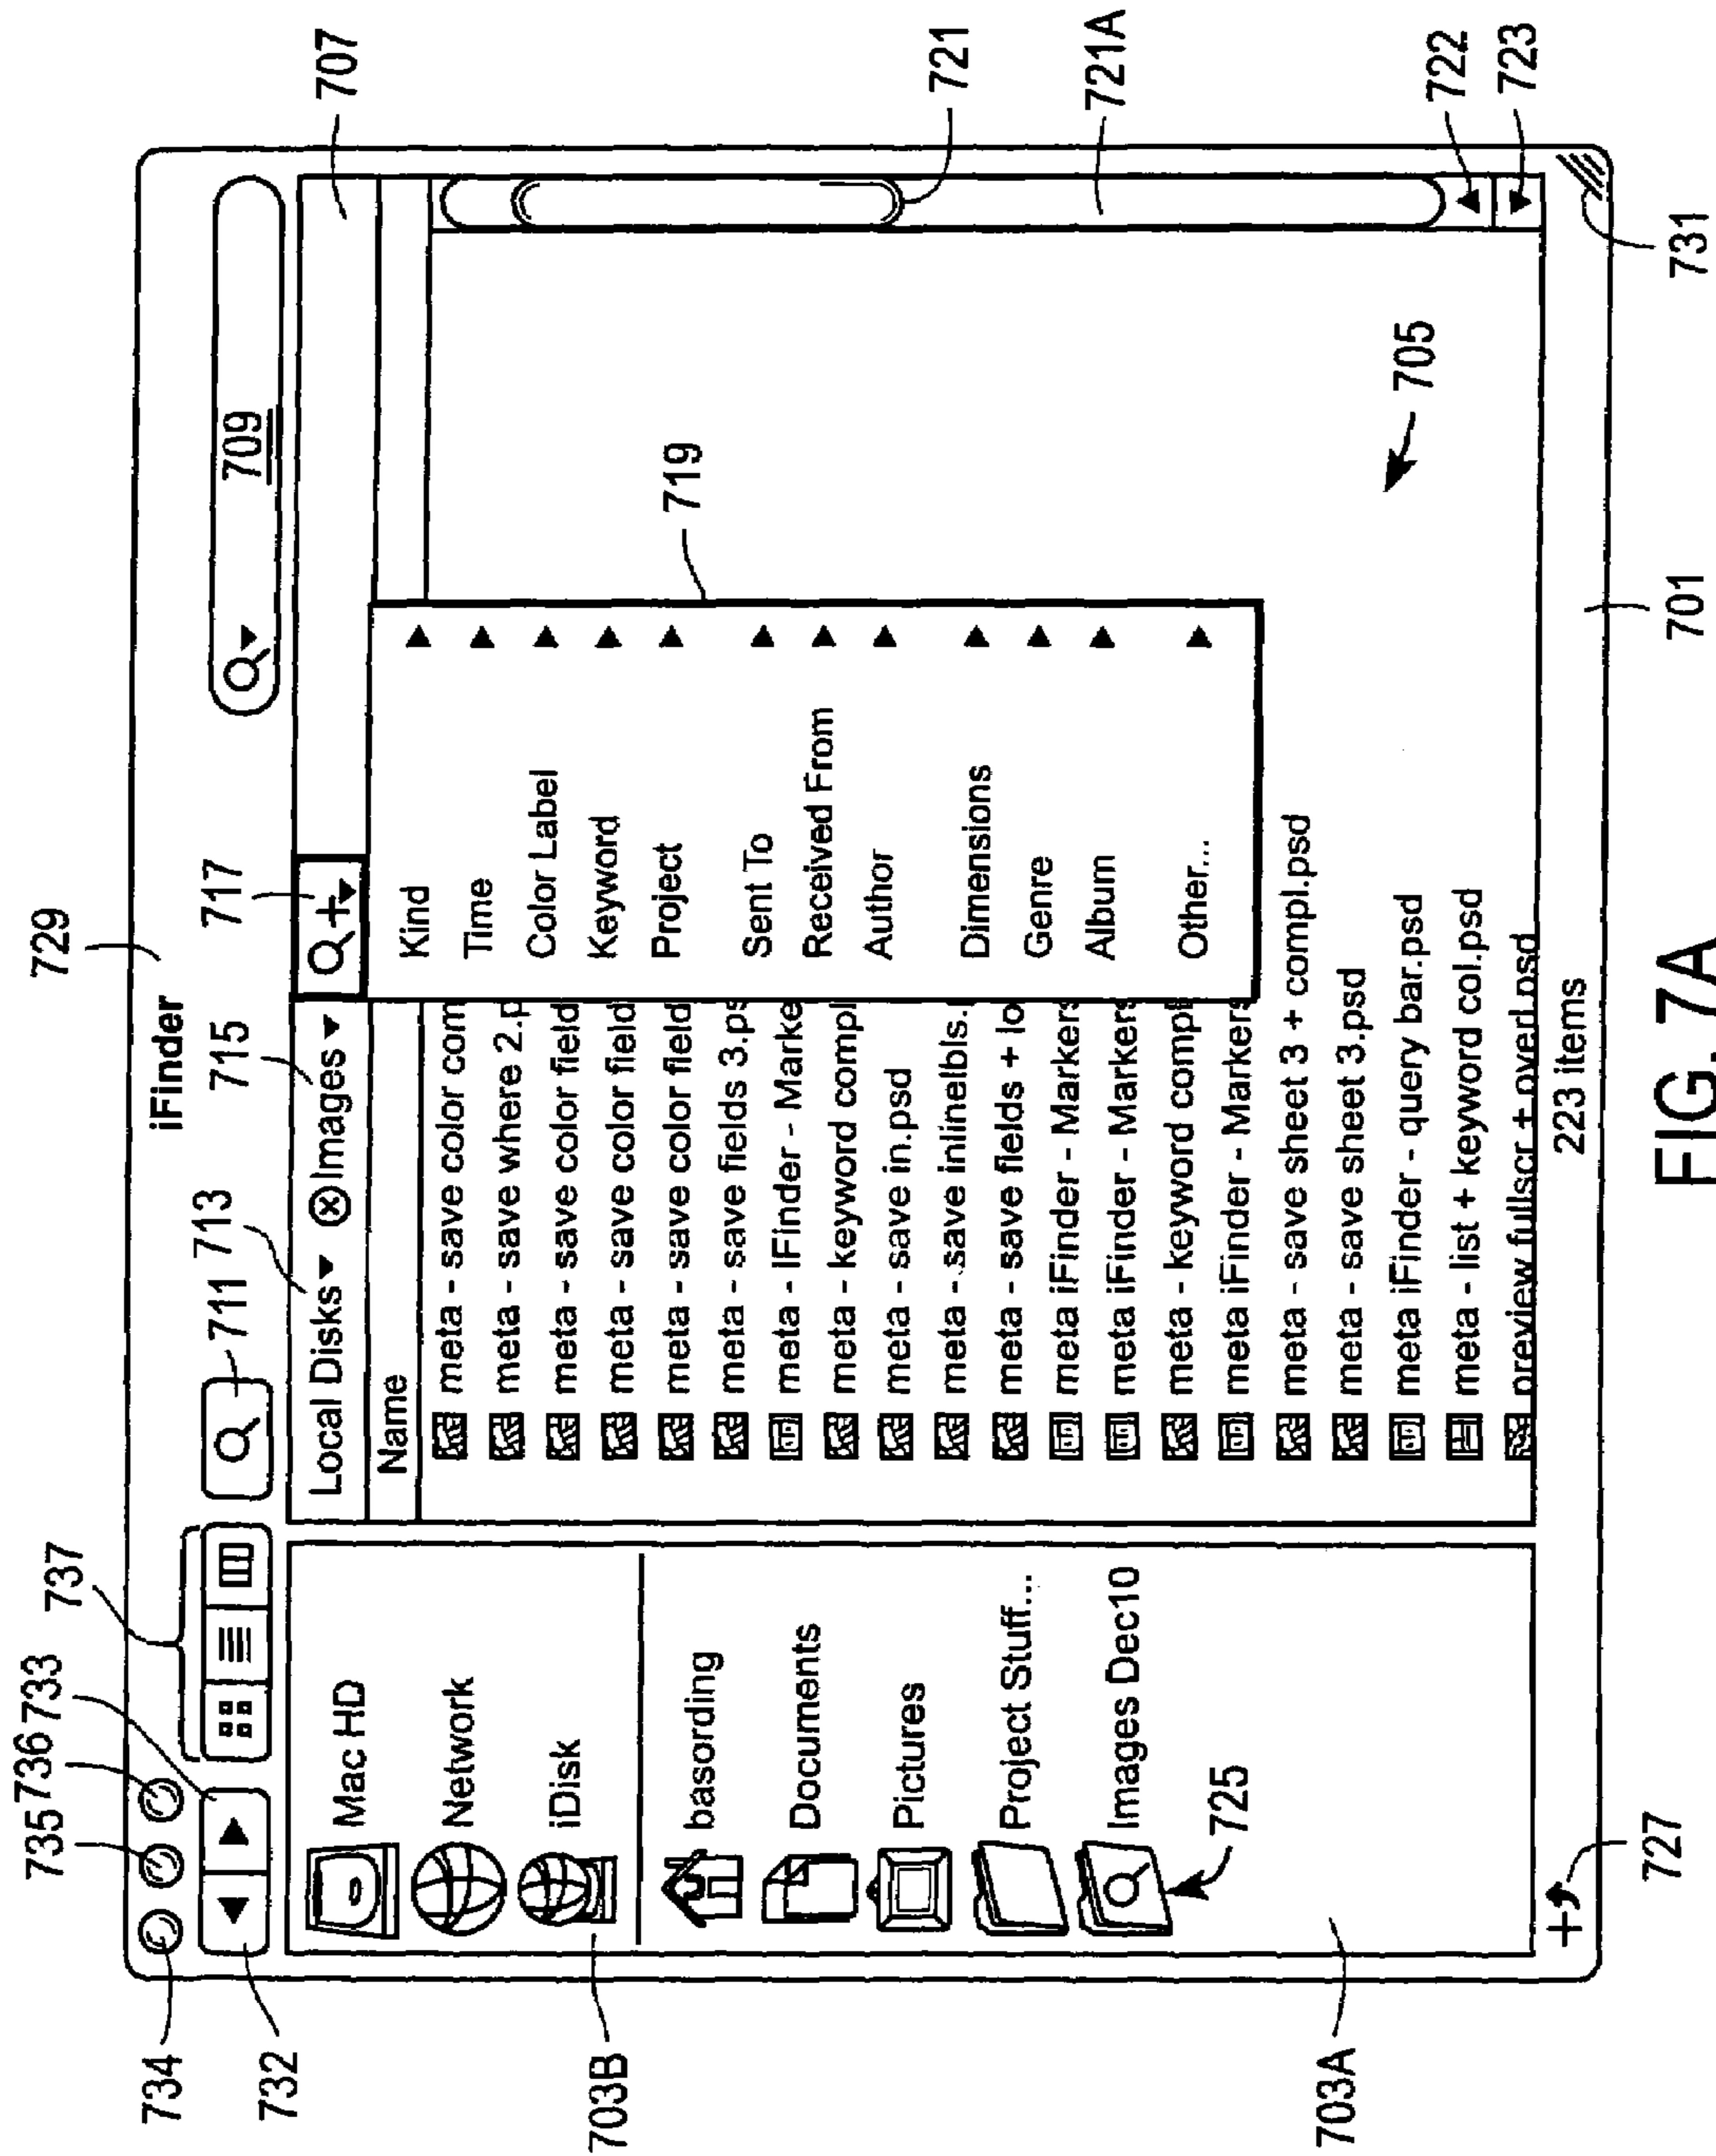 729
iFinder
735 736 733
737
711 713
715
717
707
734
732
709
Local Disks ⓧ Images
Name
Mac HD
Network
iDisk
basording
Documents
Pictures
Project Stuff...
Images Dec10
725
703B
703A
727
meta - save color com
meta - save where 2.p
meta - save color field
meta - save color field
meta - save color field
meta - save fields 3.ps
meta - IFinder - Marke
meta - keyword compl
meta - save in.psd
meta - save inlinelbls.
meta - save fields + lo
meta iFinder - Markers
meta iFinder - Markers
meta - keyword compl
meta iFinder - Markers
meta - save sheet 3 + compl.psd
meta - save sheet 3.psd
meta iFinder - query bar.psd
meta - list + keyword col.psd
preview fullscr + overl.psd
Kind
Time
Color Label
Keyword
Project
Sent To
Received From
Author
Dimensions
Genre
Album
Other...
719
721
721A
705
722
723
223 items
701
731
FIG. 7A